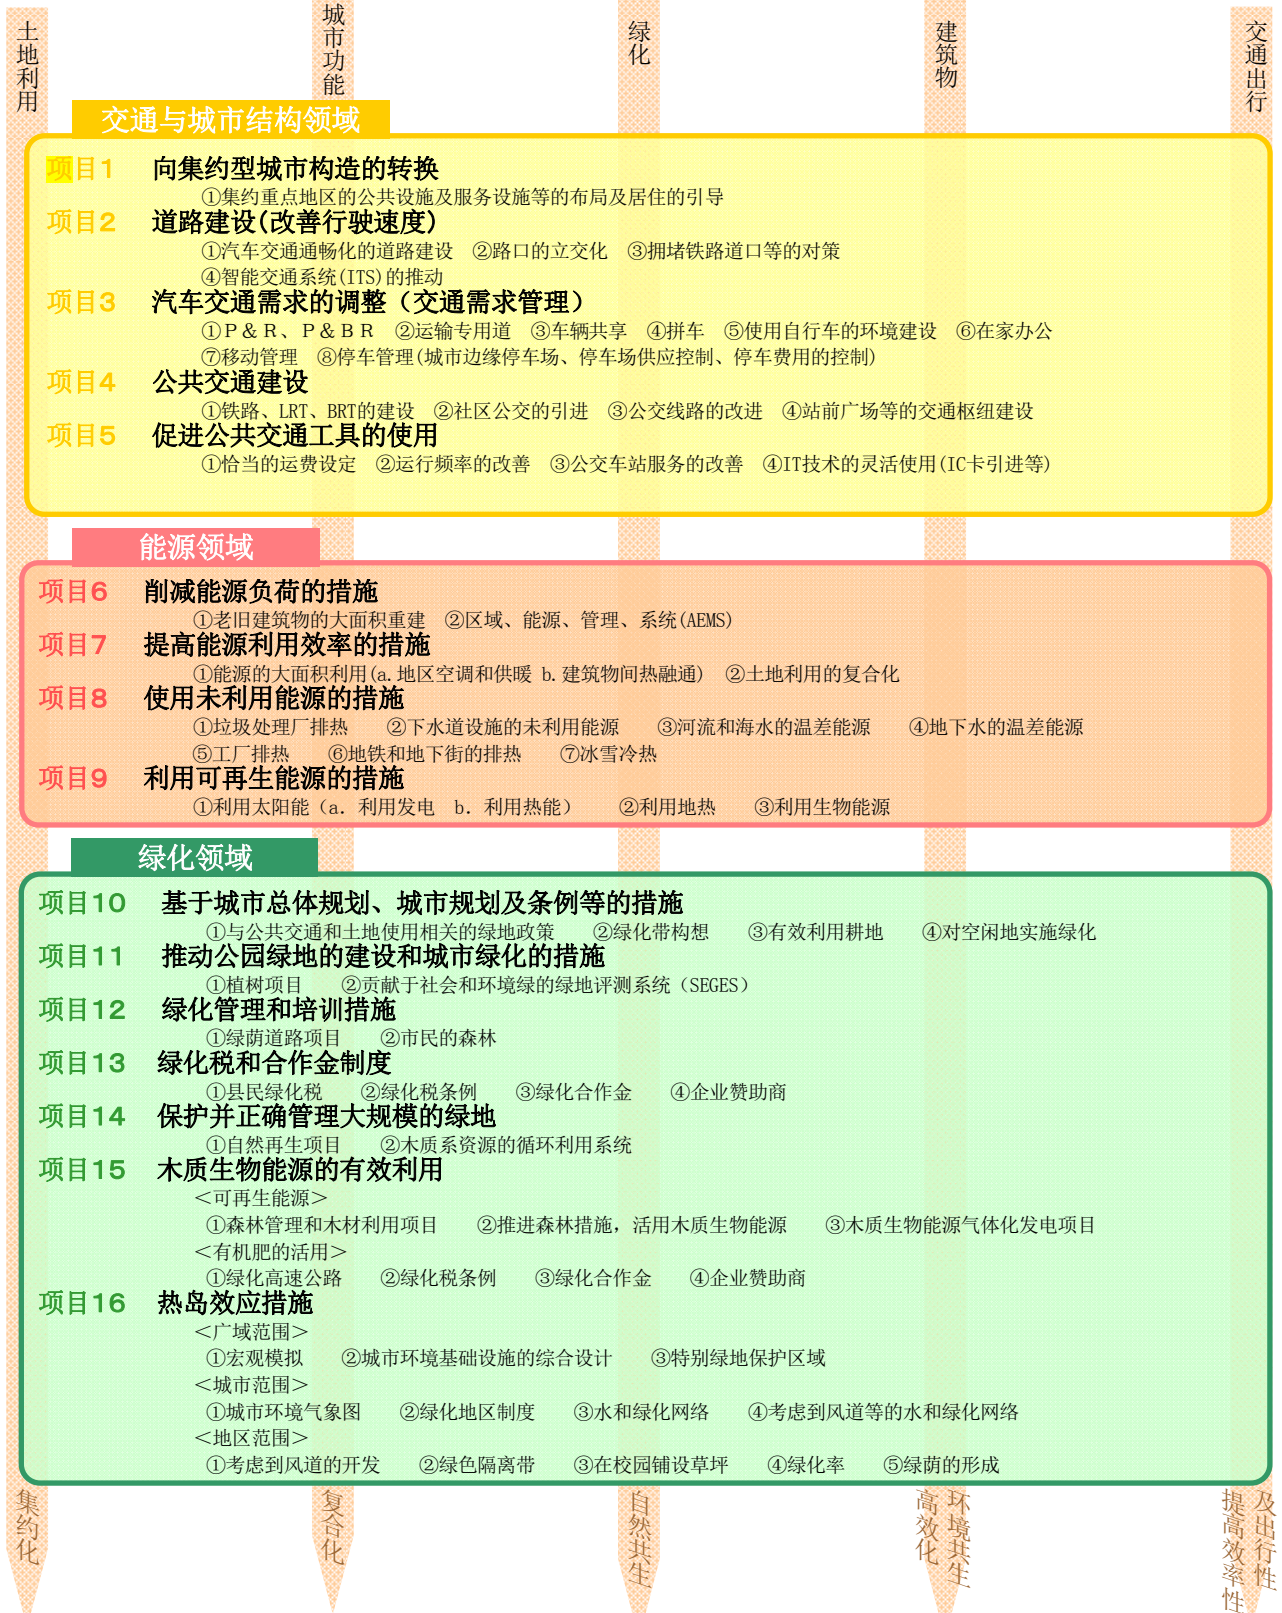 土地利用
城市功能
绿化
建筑物
交通出行
交通与城市结构领域
项目1 向集约型城市构造的转换
①集约重点地区的公共设施及服务设施等的布局及居住的引导
项目2 道路建设(改善行驶速度)
①汽车交通通畅化的道路建设 ②路口的立交化 ③拥堵铁路道口等的对策
④智能交通系统(ITS)的推动
项目3 汽车交通需求的调整（交通需求管理）
①P＆R、P＆BR ②运输专用道 ③车辆共享 ④拼车 ⑤使用自行车的环境建设 ⑥在家办公
⑦移动管理 ⑧停车管理(城市边缘停车场、停车场供应控制、停车费用的控制)
项目4 公共交通建设
①铁路、LRT、BRT的建设 ②社区公交的引进 ③公交线路的改进 ④站前广场等的交通枢纽建设
项目5 促进公共交通工具的使用
①恰当的运费设定 ②运行频率的改善 ③公交车站服务的改善 ④IT技术的灵活使用(IC卡引进等)
能源领域
项目6 削减能源负荷的措施
①老旧建筑物的大面积重建 ②区域、能源、管理、系统(AEMS)
项目7 提高能源利用效率的措施
①能源的大面积利用(a.地区空调和供暖 b.建筑物间热融通) ②土地利用的复合化
项目8 使用未利用能源的措施
①垃圾处理厂排热 ②下水道设施的未利用能源 ③河流和海水的温差能源 ④地下水的温差能源
⑤工厂排热 ⑥地铁和地下街的排热 ⑦冰雪冷热
项目9 利用可再生能源的措施
①利用太阳能（a. 利用发电 b. 利用热能） ②利用地热 ③利用生物能源
绿化领域
项目10 基于城市总体规划、城市规划及条例等的措施
①与公共交通和土地使用相关的绿地政策 ②绿化带构想 ③有效利用耕地 ④对空闲地实施绿化
项目11 推动公园绿地的建设和城市绿化的措施
①植树项目 ②贡献于社会和环境绿的绿地评测系统（SEGES）
项目12 绿化管理和培训措施
①绿荫道路项目 ②市民的森林
项目13 绿化税和合作金制度
①县民绿化税 ②绿化税条例 ③绿化合作金 ④企业赞助商
项目14 保护并正确管理大规模的绿地
①自然再生项目 ②木质系资源的循环利用系统
项目15 木质生物能源的有效利用
＜可再生能源＞
①森林管理和木材利用项目 ②推进森林措施，活用木质生物能源 ③木质生物能源气体化发电项目
＜有机肥的活用＞
①绿化高速公路 ②绿化税条例 ③绿化合作金 ④企业赞助商
项目16 热岛效应措施
＜广域范围＞
①宏观模拟 ②城市环境基础设施的综合设计 ③特别绿地保护区域
＜城市范围＞
①城市环境气象图 ②绿化地区制度 ③水和绿化网络 ④考虑到风道等的水和绿化网络
＜地区范围＞
①考虑到风道的开发 ②绿色隔离带 ③在校园铺设草坪 ④绿化率 ⑤绿荫的形成
集约化
复合化
自然共生
环境共生
高效化
及出行性
提高效率性